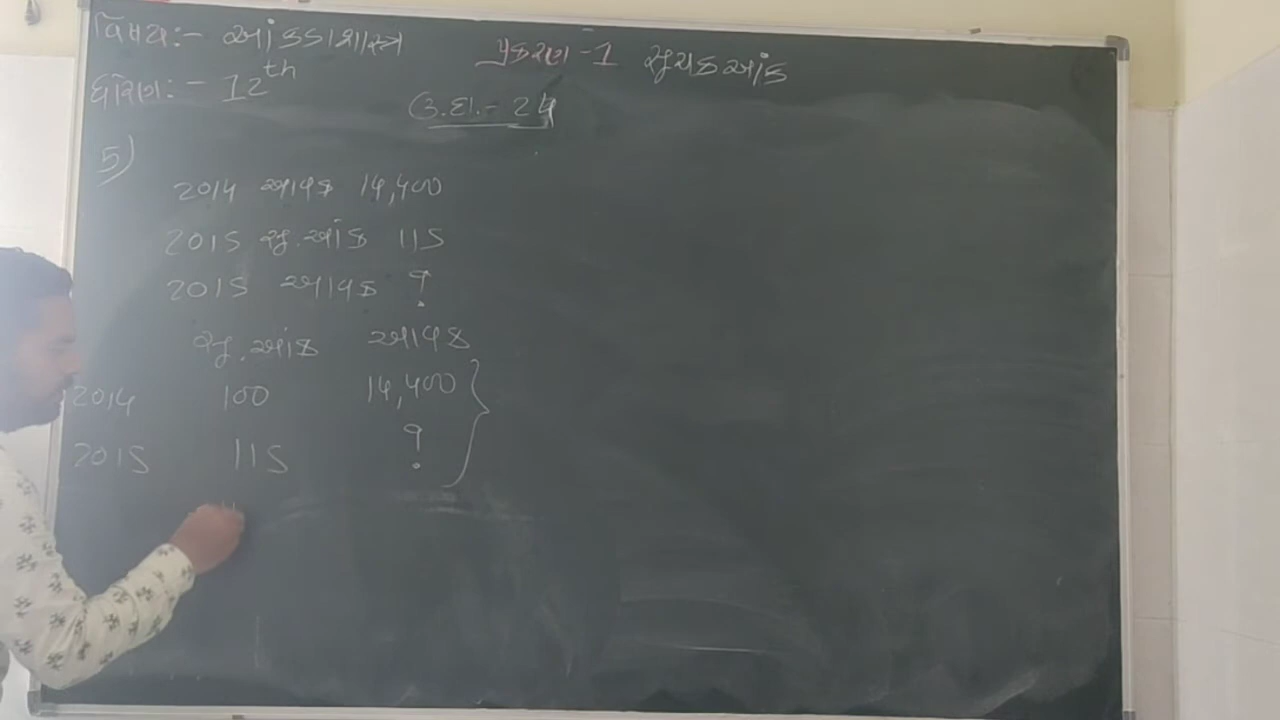 વિષય:- આંકડાશાસ્ત્ર
પ્રકરણ-1 સૂચકઆંક
ધોરણ:- 12th
ઉ.દા.- 24
5)
2014 આવક 14,400
2015 સૂ.આંક 115
2015 આવક ?
સૂ.આંક આવક
2014 100 14,400
2015 115 ?